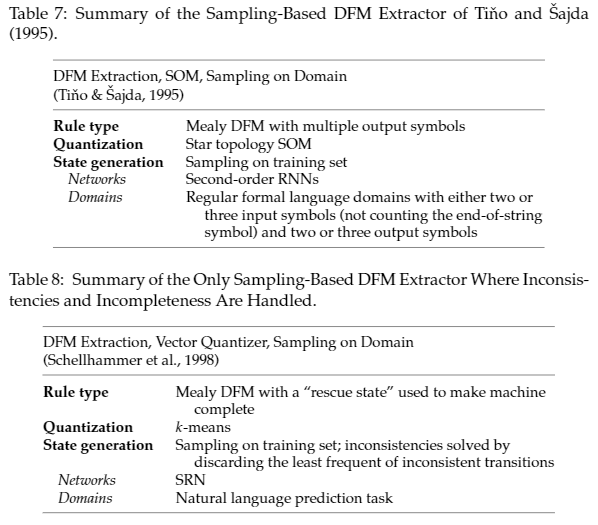 Table 7: Summary of the Sampling-Based DFM Extractor of Tiňo and Šajda
(1995).
DFM Extraction, SOM, Sampling on Domain
(Tiňo & Šajda, 1995)
Rule type Mealy DFM with multiple output symbols
Quantization Star topology SOM
State generation Sampling on training set
Networks Second-order RNNs
Domains Regular formal language domains with either two or
three input symbols (not counting the end-of-string
symbol) and two or three output symbols
Table 8: Summary of the Only Sampling-Based DFM Extractor Where Inconsis-
tencies and Incompleteness Are Handled.
DFM Extraction, Vector Quantizer, Sampling on Domain
(Schellhammer et al., 1998)
Rule type Mealy DFM with a “rescue state” used to make machine
complete
Quantization k-means
State generation Sampling on training set; inconsistencies solved by
discarding the least frequent of inconsistent transitions
Networks SRN
Domains Natural language prediction task